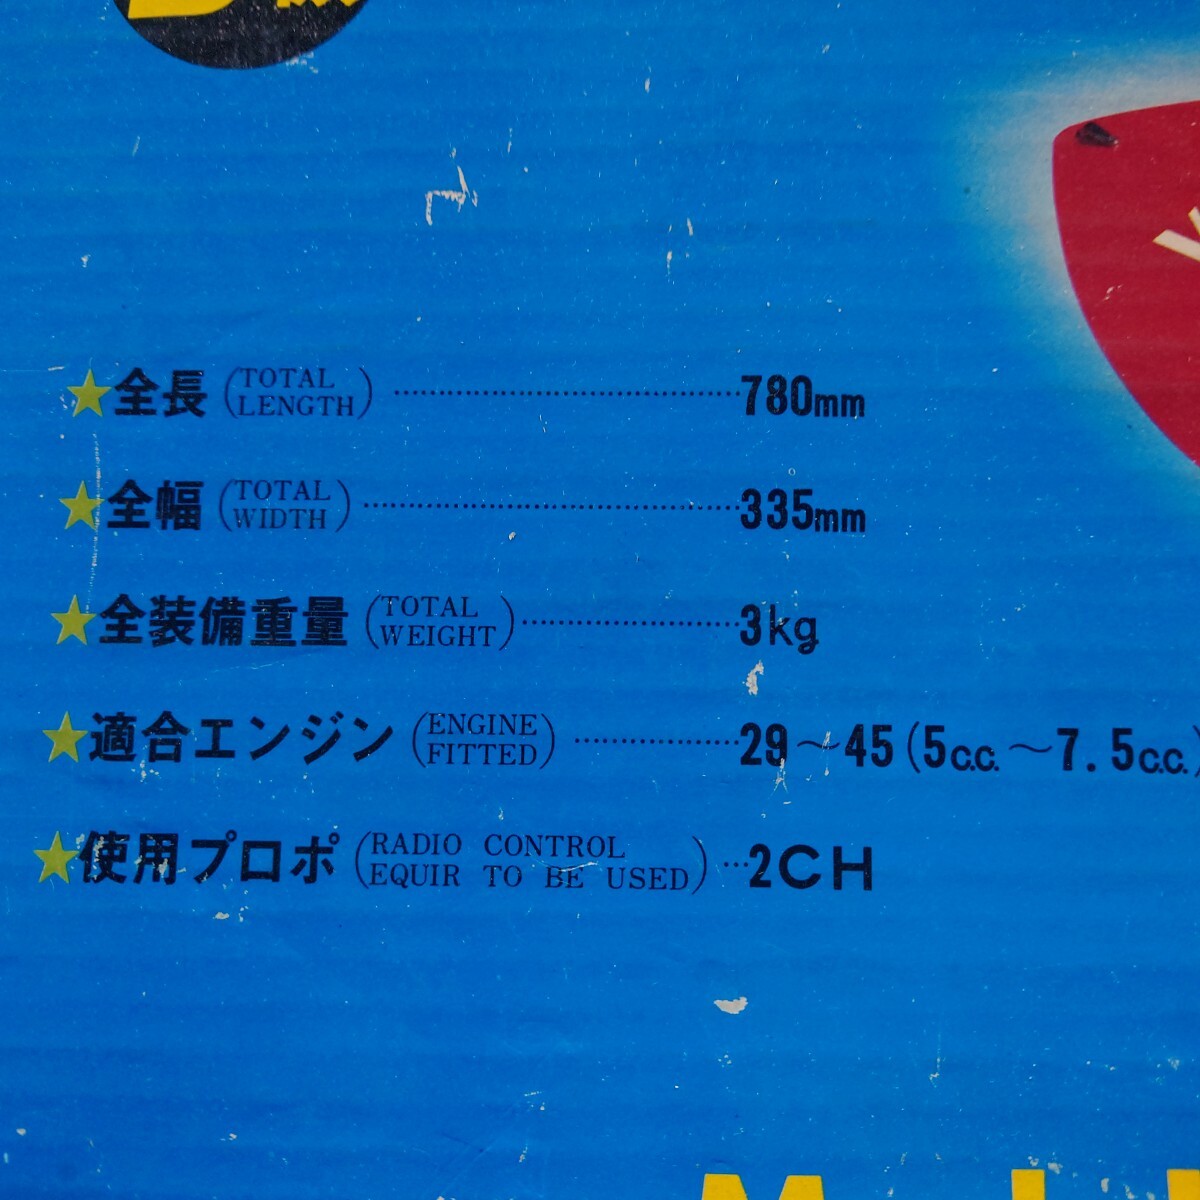 ★全長 (TOTAL LENGTH) ……………………………780mm
★全幅 (TOTAL WIDTH) ………………………………335mm
★全装備重量 (TOTAL WEIGHT) …………………3kg
★適合エンジン (ENGINE FITTED) ……………29～45(5c.c.～7.5c.c.)
★使用プロポ (RADIO CONTROL EQUIR TO BE USED) …2CH